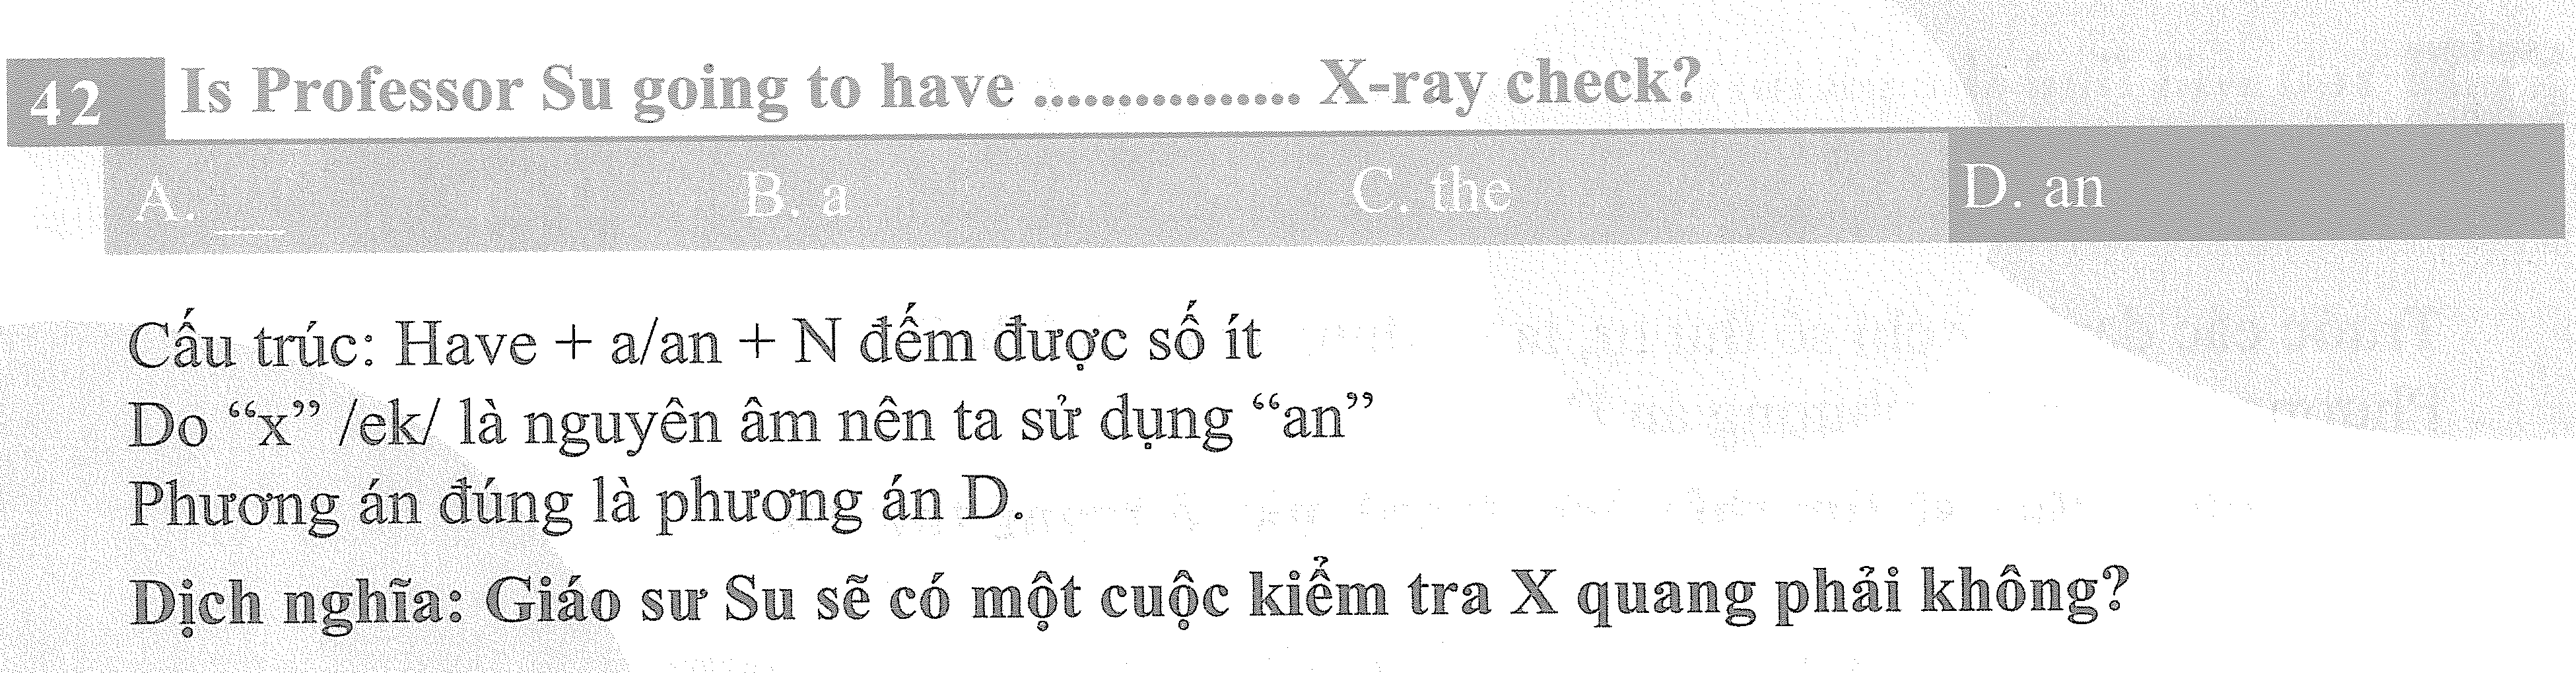 42 Is Professor Su going to have ................ X-ray check?
A. ___ B. a C. the D. an
Cấu trúc: Have + a/an + N đếm được số ít
Do “x” /ek/ là nguyên âm nên ta sử dụng “an”
Phương án đúng là phương án D.
Dịch nghĩa: Giáo sư Su sẽ có một cuộc kiểm tra X quang phải không?